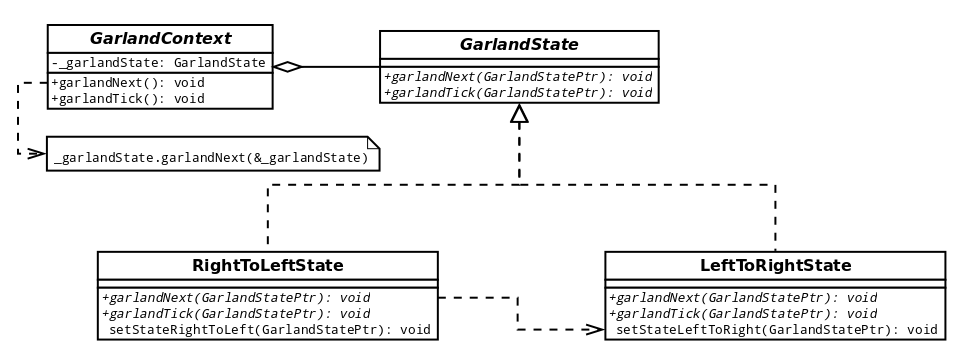 GarlandContext
-_garlandState: GarlandState
+garlandNext(): void
+garlandTick(): void
GarlandState
+garlandNext(GarlandStatePtr): void
+garlandTick(GarlandStatePtr): void
_garlandState.garlandNext(&_garlandState)
RightToLeftState
+garlandNext(GarlandStatePtr): void
+garlandTick(GarlandStatePtr): void
setStateRightToLeft(GarlandStatePtr): void
LeftToRightState
+garlandNext(GarlandStatePtr): void
+garlandTick(GarlandStatePtr): void
setStateLeftToRight(GarlandStatePtr): void